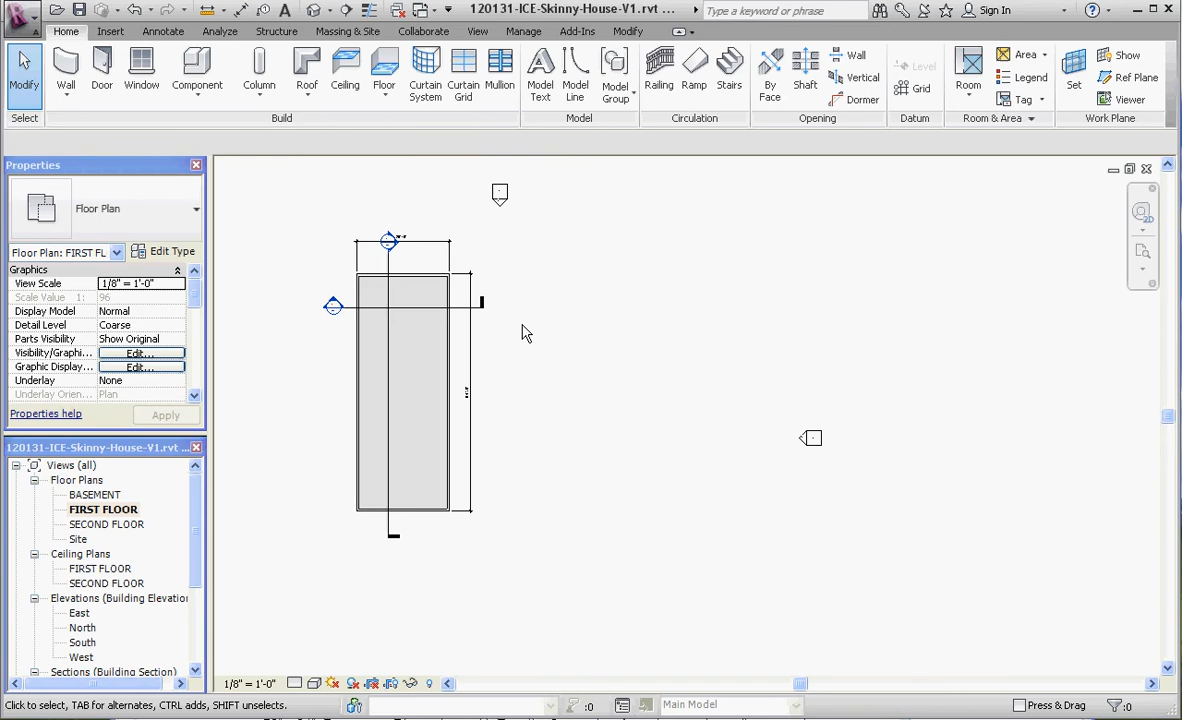 120131-ICE-Skinny-House-V1.rvt ...
Type a keyword or phrase
Sign In
Home Insert Annotate Analyze Structure Massing & Site Collaborate View Manage Add-Ins Modify
Modify
Wall
Door
Window
Component
Column
Roof
Ceiling
Floor
Curtain System
Curtain Grid
Mullion
Model Text
Model Line
Model Group
Railing
Ramp
Stairs
By Face
Shaft
Wall
Vertical
Dormer
Level
Grid
Room
Area
Legend
Tag
Set
Show
Ref Plane
Viewer
Select
Build
Model
Circulation
Opening
Datum
Room & Area
Work Plane
Properties
Floor Plan
Floor Plan: FIRST FL
Edit Type
Graphics
View Scale 1/8" = 1'-0"
Scale Value 1: 96
Display Model Normal
Detail Level Coarse
Parts Visibility Show Original
Visibility/Graphi... Edit...
Graphic Display... Edit...
Underlay None
Underlay Orien... Plan
Properties help
Apply
120131-ICE-Skinny-House-V1.rvt ...
Views (all)
Floor Plans
BASEMENT
FIRST FLOOR
SECOND FLOOR
Site
Ceiling Plans
FIRST FLOOR
SECOND FLOOR
Elevations (Building Elevation
East
North
South
West
Sections (Building Section)
2D
1/8" = 1'-0"
Click to select, TAB for alternates, CTRL adds, SHIFT unselects.
:0
Main Model
Press & Drag
:0